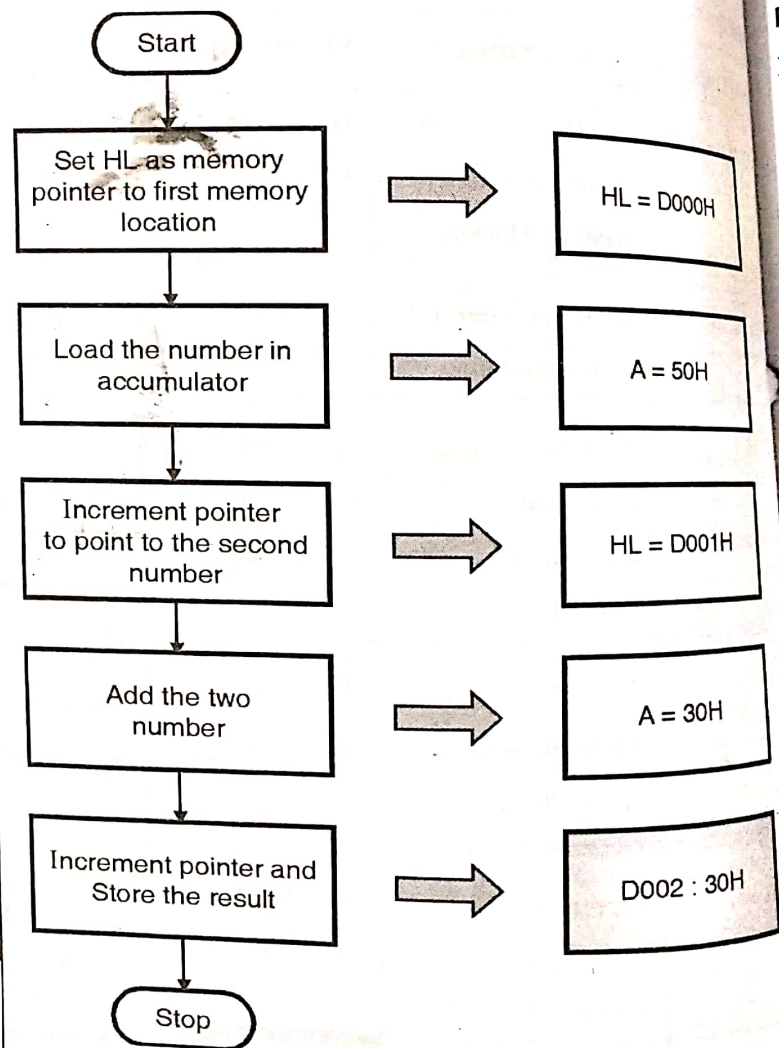 Start
Set HL as memory
pointer to first memory
location
HL = D000H
Load the number in
accumulator
A = 50H
Increment pointer
to point to the second
number
HL = D001H
Add the two
number
A = 30H
Increment pointer and
Store the result
D002 : 30H
Stop